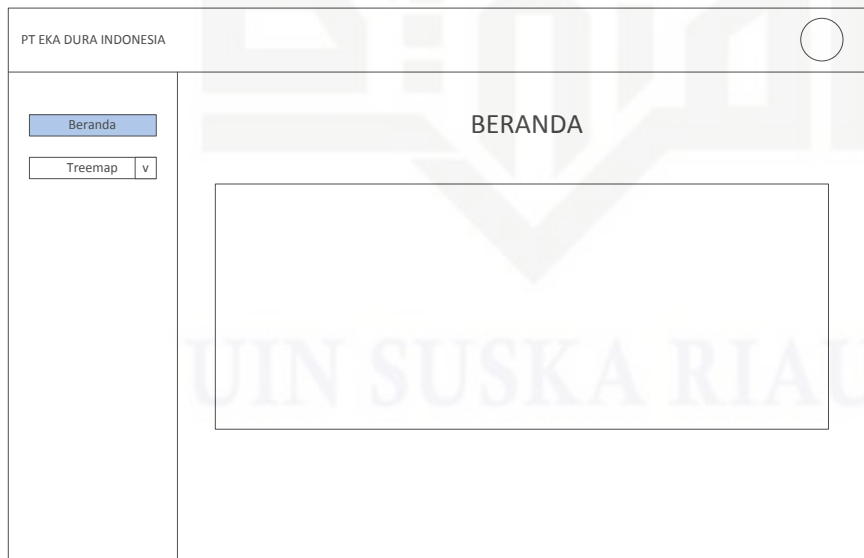 PT EKA DURA INDONESIA
Beranda
BERANDA
Treemap v
UIN SUSKA RIAU